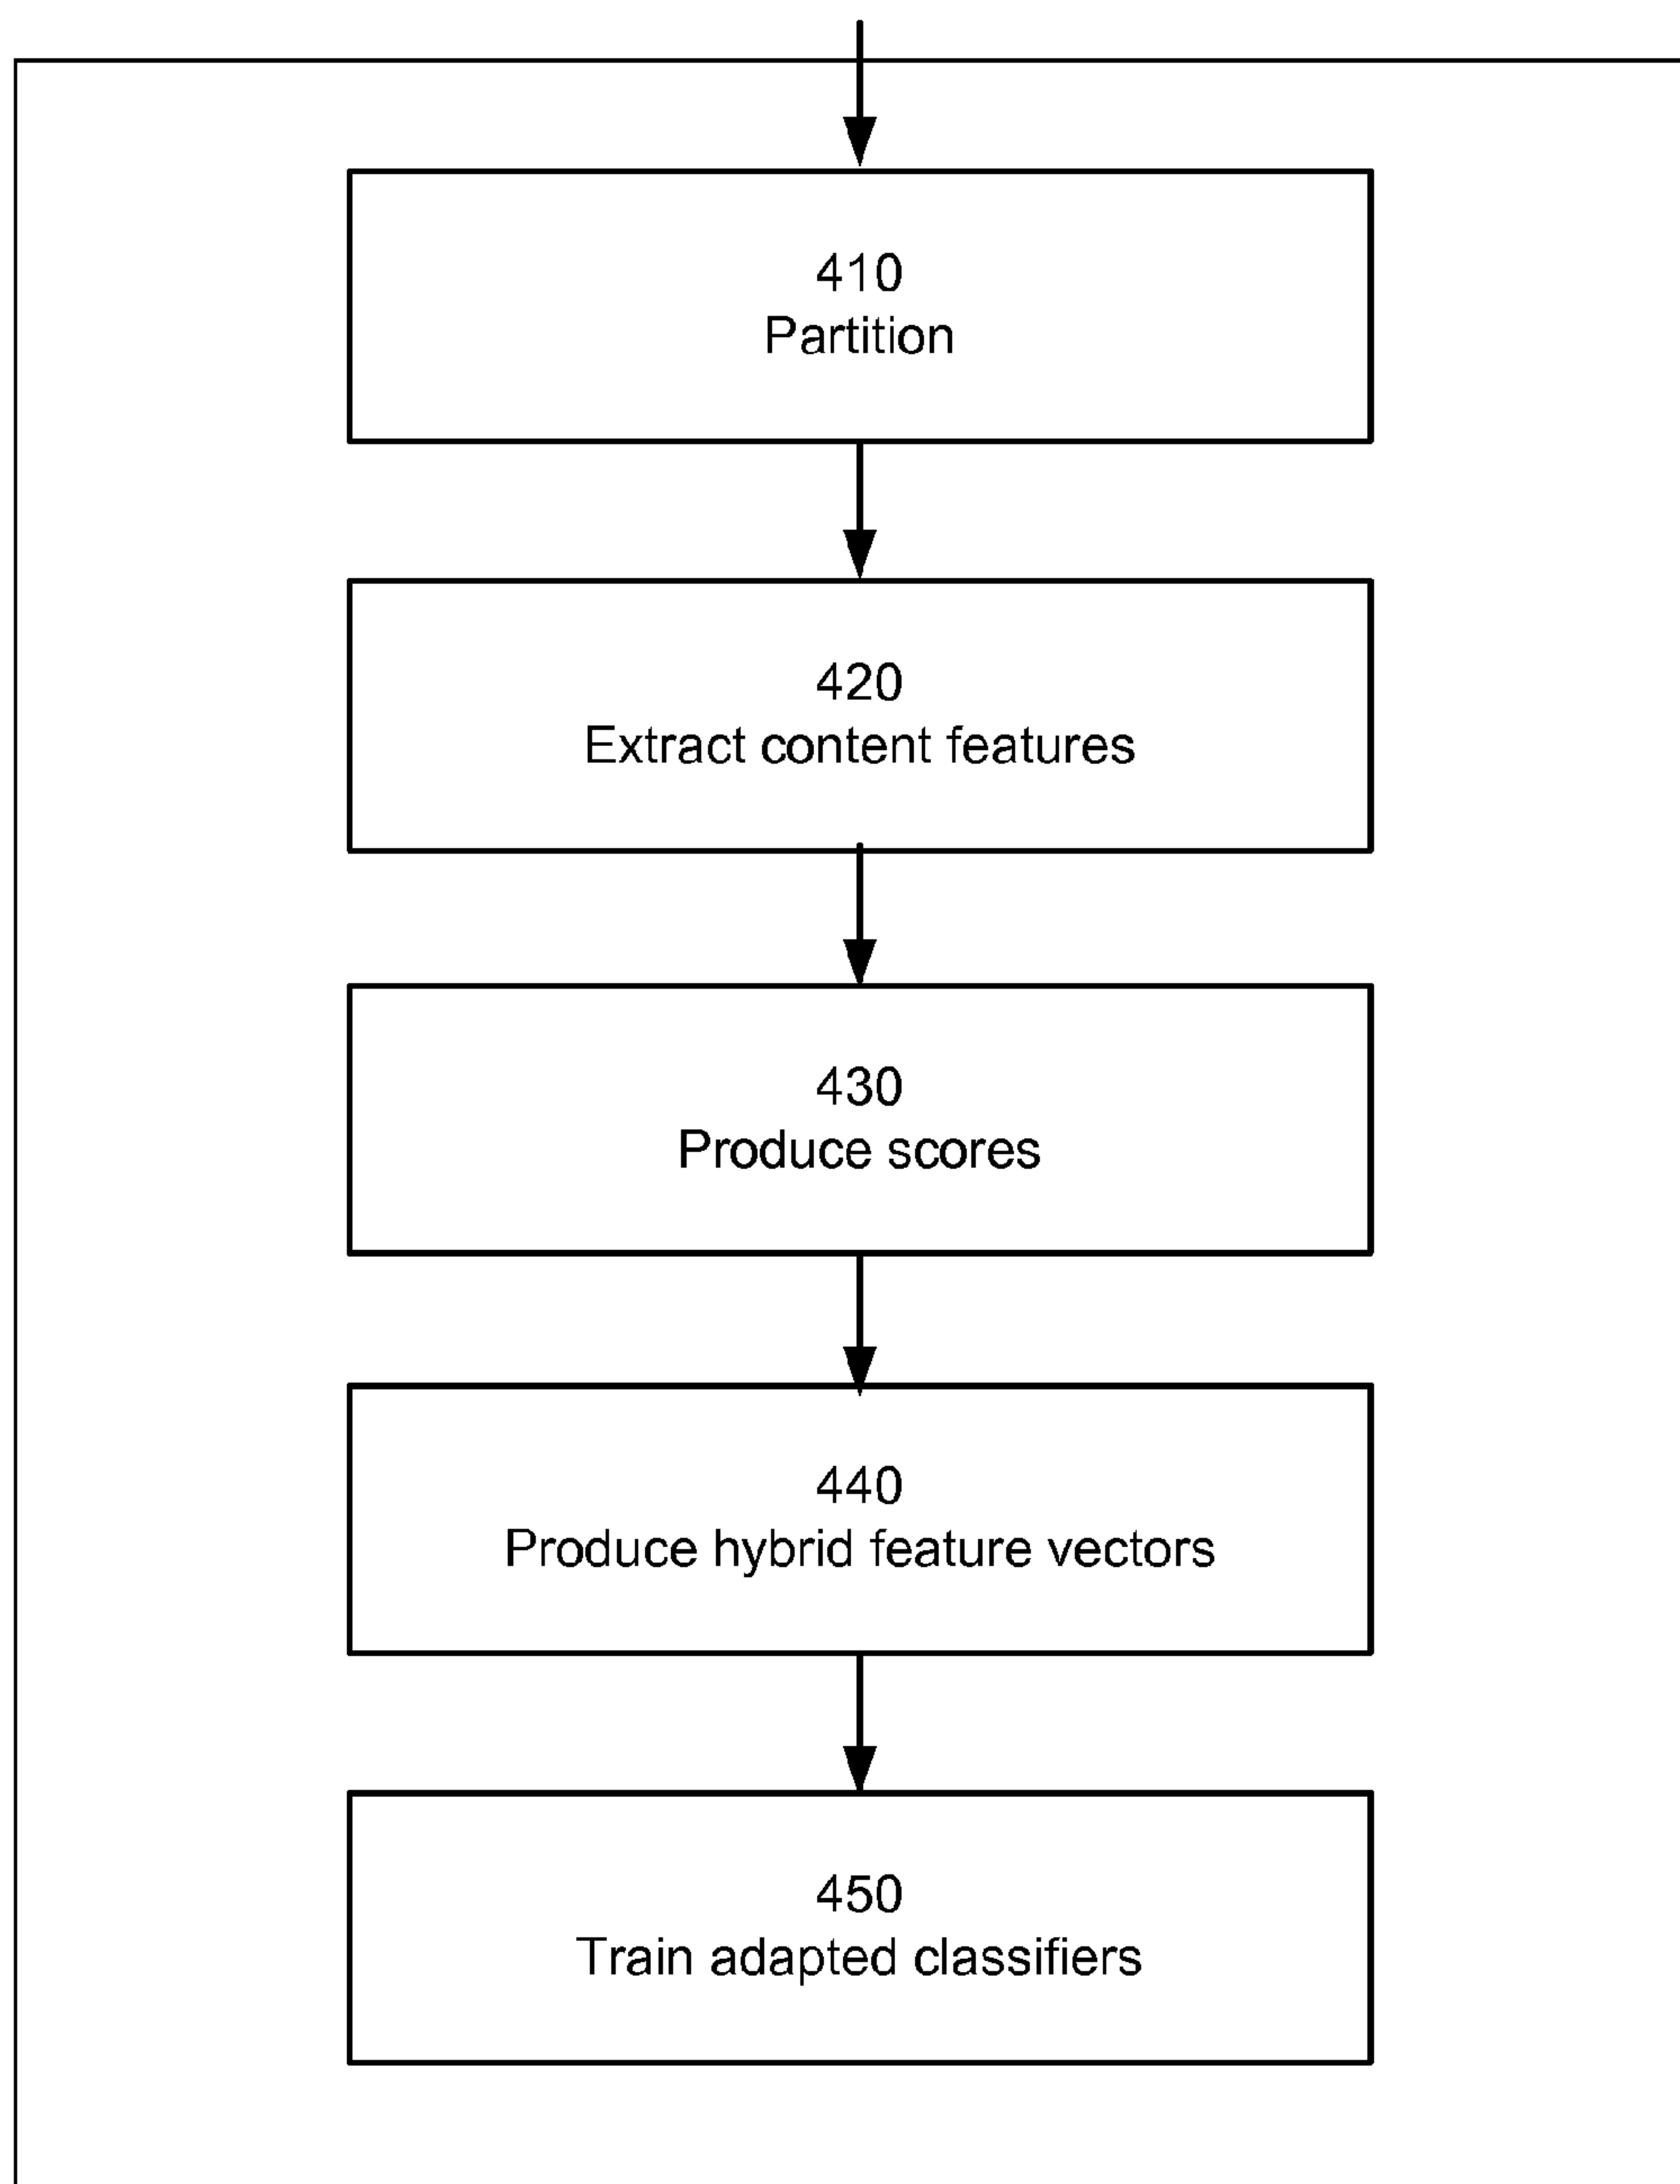 410
Partition
420
Extract content features
430
Produce scores
440
Produce hybrid feature vectors
450
Train adapted classifiers